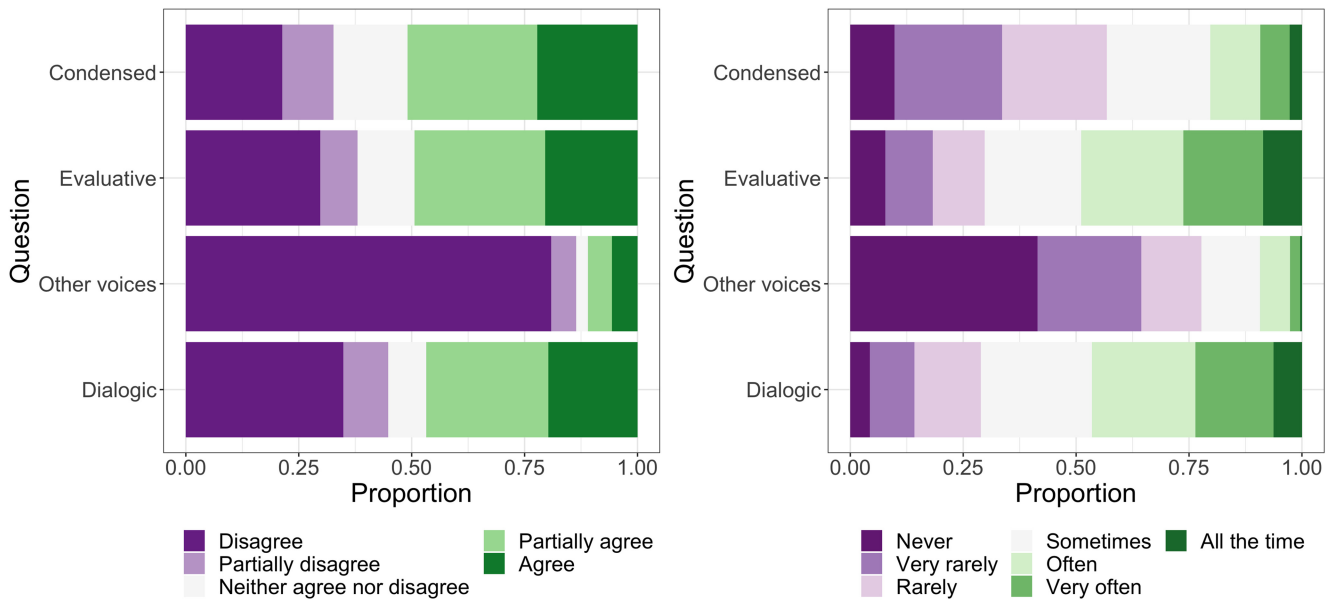 Question
Condensed
Evaluative
Other voices
Dialogic
0.00 0.25 0.50 0.75 1.00
Proportion
Disagree
Partially disagree
Neither agree nor disagree
Partially agree
Agree
Question
Condensed
Evaluative
Other voices
Dialogic
0.00 0.25 0.50 0.75 1.00
Proportion
Never
Very rarely
Rarely
Sometimes
Often
Very often
All the time